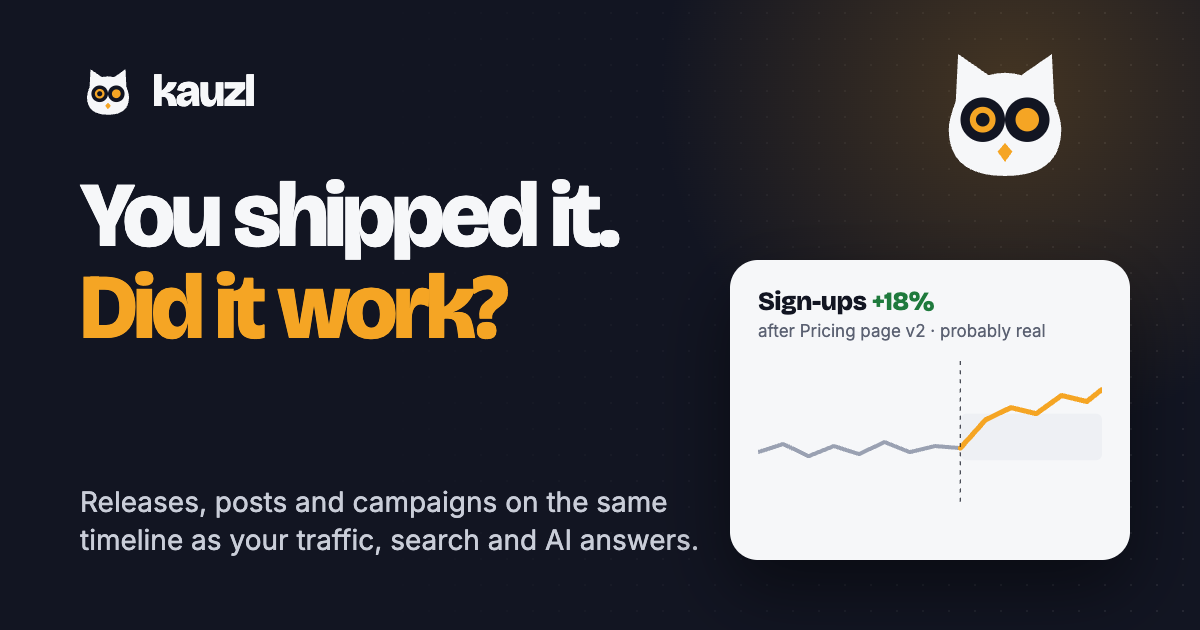 kauzl
You shipped it.
Did it work?
Sign-ups +18%
after Pricing page v2 · probably real
Releases, posts and campaigns on the same
timeline as your traffic, search and AI answers.